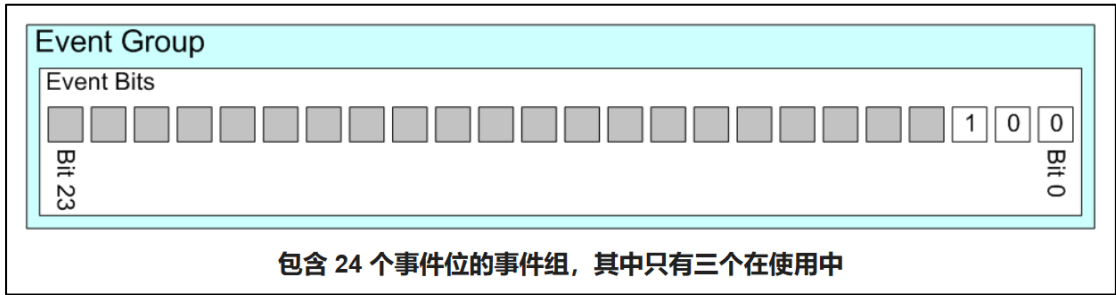 Event Group
Event Bits
1 0 0
Bit 23
Bit 0
包含 24 个事件位的事件组，其中只有三个在使用中